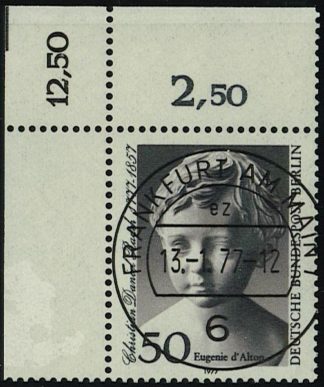 12,50
2,50
Christian Daniel Rauch 1777-1857
DEUTSCHE BUNDESPOST BERLIN
FRANKFURT AM MAIN
ez
13.-1.77-12
6
50
Eugenie d'Alton
1977